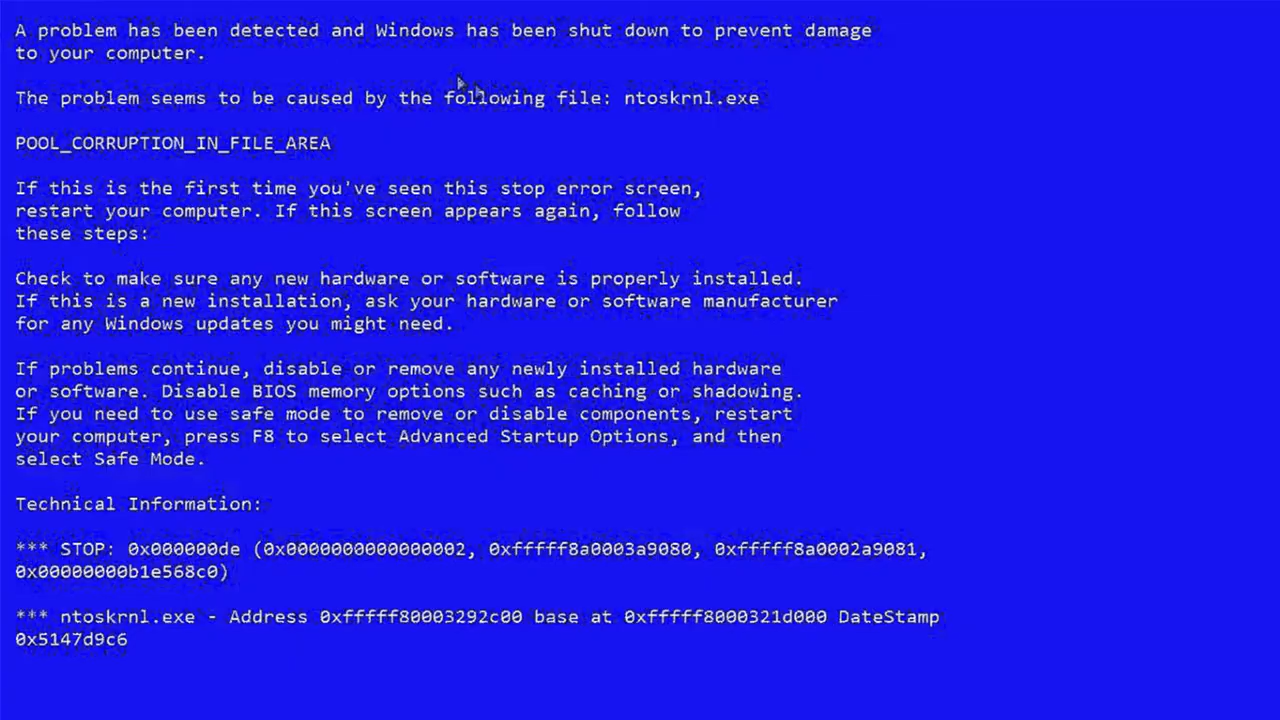 A problem has been detected and Windows has been shut down to prevent damage
to your computer.
The problem seems to be caused by the following file: ntoskrnl.exe
POOL_CORRUPTION_IN_FILE_AREA
If this is the first time you've seen this stop error screen,
restart your computer. If this screen appears again, follow
these steps:
Check to make sure any new hardware or software is properly installed.
If this is a new installation, ask your hardware or software manufacturer
for any Windows updates you might need.
If problems continue, disable or remove any newly installed hardware
or software. Disable BIOS memory options such as caching or shadowing.
If you need to use safe mode to remove or disable components, restart
your computer, press F8 to select Advanced Startup Options, and then
select Safe Mode.
Technical Information:
*** STOP: 0x000000de (0x0000000000000002, 0xfffff8a0003a9080, 0xfffff8a0002a9081,
0x00000000b1e568c0)
*** ntoskrnl.exe - Address 0xfffff80003292c00 base at 0xfffff8000321d000 DateStamp
0x5147d9c6